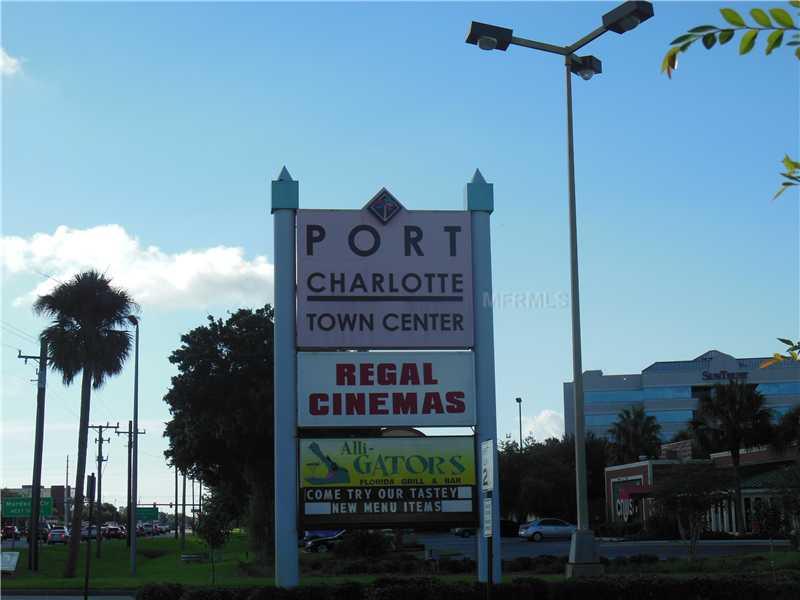 PORT
CHARLOTTE
TOWN CENTER
MFRMLS
SUNTRUST
REGAL
CINEMAS
Alli-
GATORS
FLORIDA GRILL & BAR
COME TRY OUR TASTEY
NEW MENU ITEMS